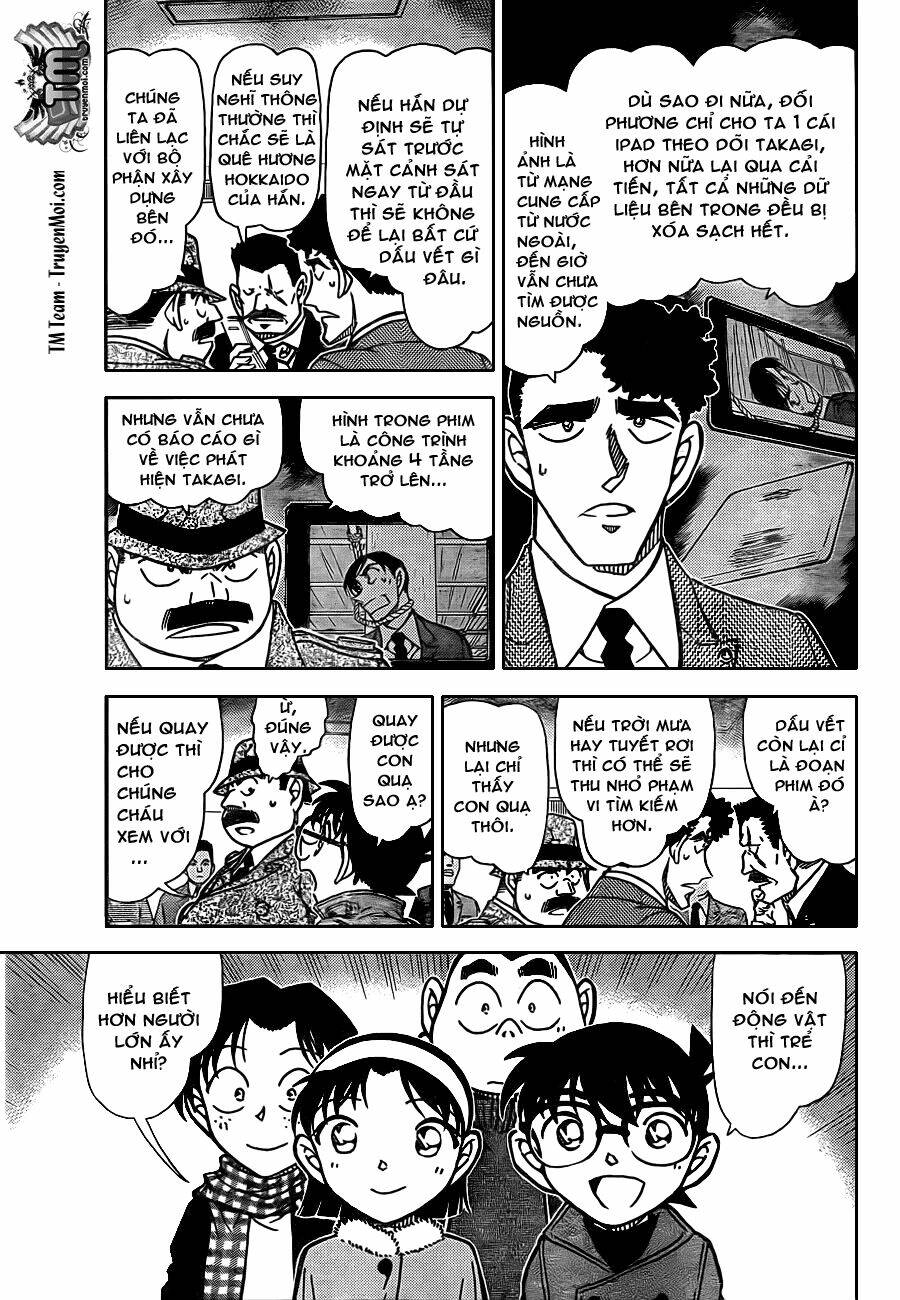 DÙ SAO ĐI NỮA, ĐỐI
PHƯƠNG CHỈ CHO TA 1 CÁI
IPAD THEO DÕI TAKAGI,
HƠN NỮA LẠI QUA CẢI
TIẾN, TẤT CẢ NHỮNG DỮ
LIỆU BÊN TRONG ĐỀU BỊ
XÓA SẠCH HẾT.
HÌNH
ẢNH LÀ
TỪ MẠNG
CUNG CẤP
TỪ NƯỚC
NGOÀI,
ĐẾN GIỜ
VẪN CHƯA
TÌM ĐƯỢC
NGUỒN.
NẾU HẮN DỰ
ĐỊNH SẼ TỰ
SÁT TRƯỚC
MẶT CẢNH SÁT
NGAY TỪ ĐẦU
THÌ SẼ KHÔNG
ĐỂ LẠI BẤT CỨ
DẤU VẾT GÌ
ĐÂU.
NẾU SUY
NGHĨ THÔNG
THƯỜNG THÌ
CHẮC SẼ LÀ
QUÊ HƯƠNG
HOKKAIDO
CỦA HẮN.
CHÚNG
TA ĐÃ
LIÊN LẠC
VỚI BỘ
PHẬN XÂY
DỰNG
BÊN
ĐÓ...
TM
truyenmoi.com
TM Team - TruyenMoi.com
HÌNH TRONG PHIM
LÀ CÔNG TRÌNH
KHOẢNG 4 TẦNG
TRỞ LÊN...
NHƯNG VẪN CHƯA
CÓ BÁO CÁO GÌ
VỀ VIỆC PHÁT
HIỆN TAKAGI.
DẤU VẾT
CÒN LẠI CỈ
LÀ ĐOẠN
PHIM ĐÓ
À?
NẾU TRỜI MƯA
HAY TUYẾT RƠI
THÌ CÓ THỂ SẼ
THU NHỎ PHẠM
VI TÌM KIẾM
HƠN.
NHƯNG
LẠI CHỈ
THẤY
CON QUẠ
THÔI.
QUAY
ĐƯỢC
CON
QUẠ
SAO Ạ?
Ừ,
ĐÚNG
VẬY.
NẾU QUAY
ĐƯỢC THÌ
CHO
CHÚNG
CHÁU
XEM VỚI
...
NÓI ĐẾN
ĐỘNG VẬT
THÌ TRẺ
CON...
HIỂU BIẾT
HƠN NGƯỜI
LỚN ẤY
NHỈ?